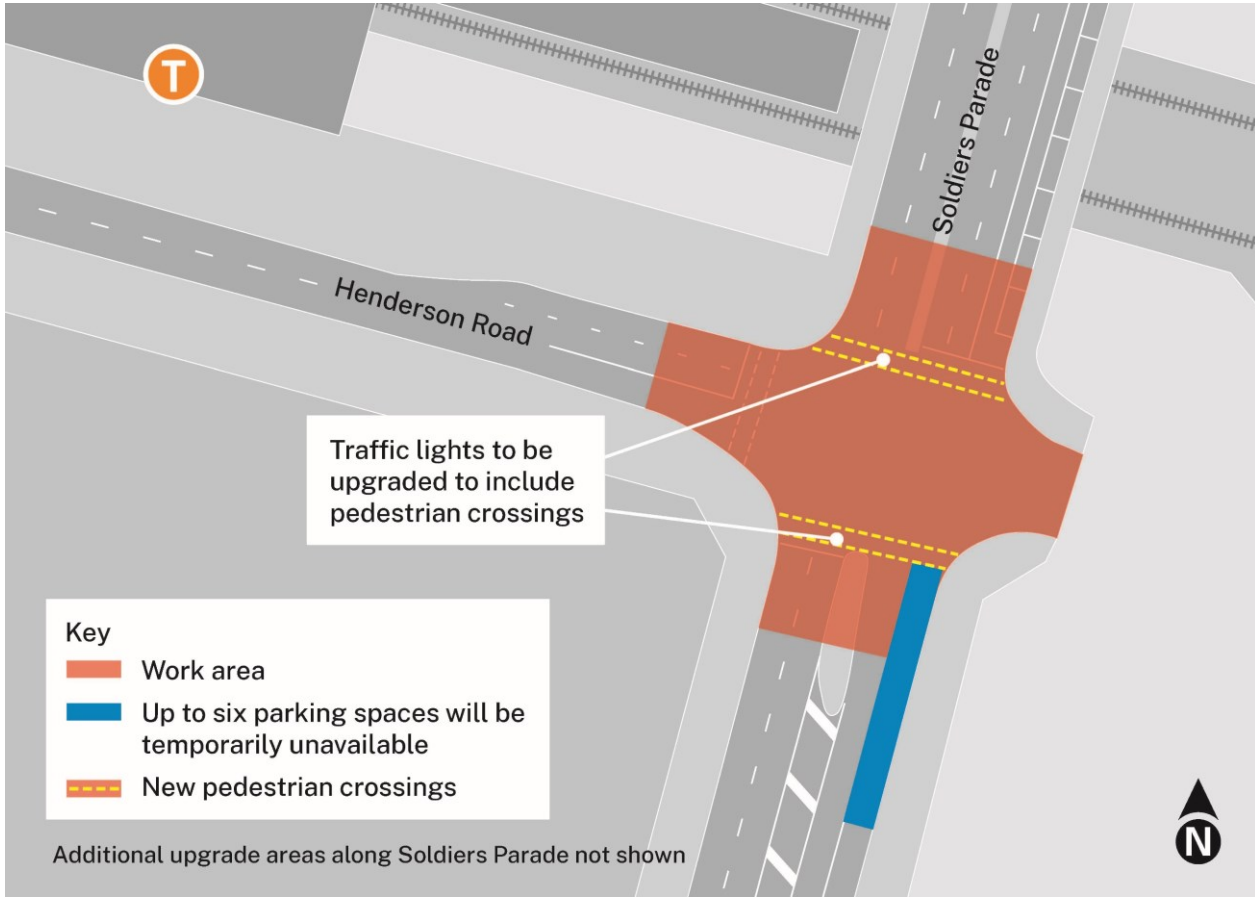 T
Soldiers Parade
Henderson Road
Traffic lights to be
upgraded to include
pedestrian crossings
Key
Work area
Up to six parking spaces will be
temporarily unavailable
New pedestrian crossings
Additional upgrade areas along Soldiers Parade not shown
N